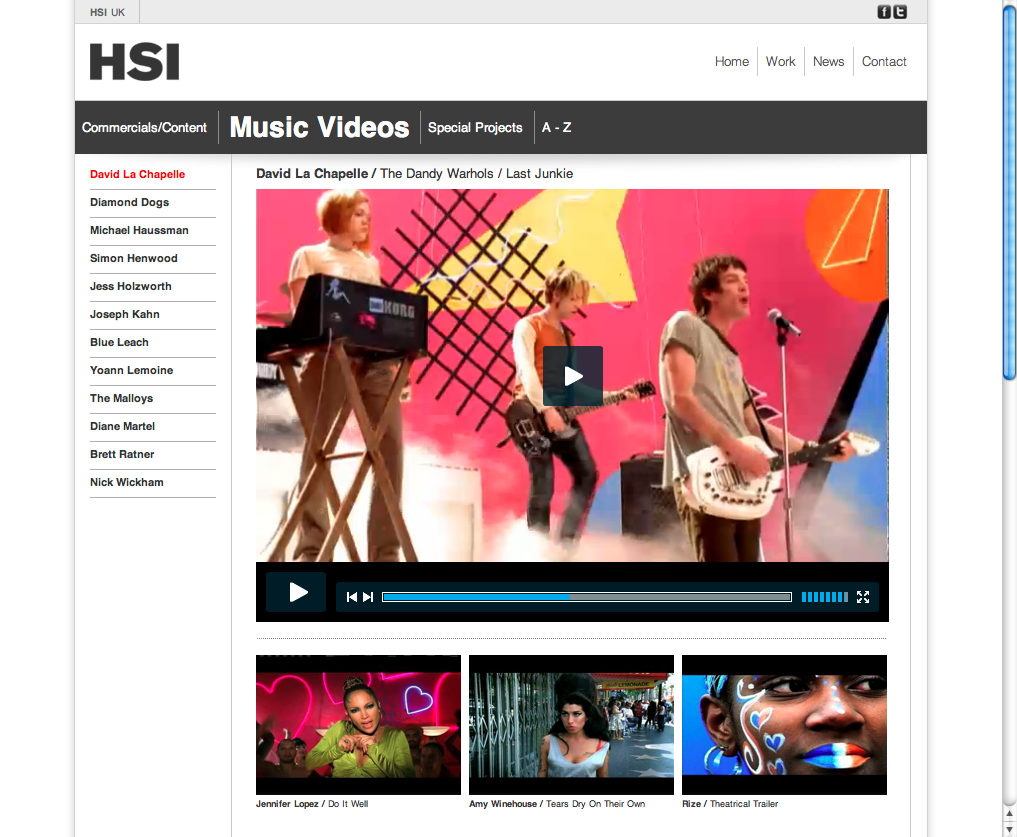 HSI UK
HSI
Home
Work
News
Contact
Commercials/Content
Music Videos
Special Projects
A - Z
David La Chapelle
Diamond Dogs
Michael Haussman
Simon Henwood
Jess Holzworth
Joseph Kahn
Blue Leach
Yoann Lemoine
The Malloys
Diane Martel
Brett Ratner
Nick Wickham
David La Chapelle / The Dandy Warhols / Last Junkie
KORG
LEMONADE
Jennifer Lopez / Do It Well
Amy Winehouse / Tears Dry On Their Own
Rize / Theatrical Trailer